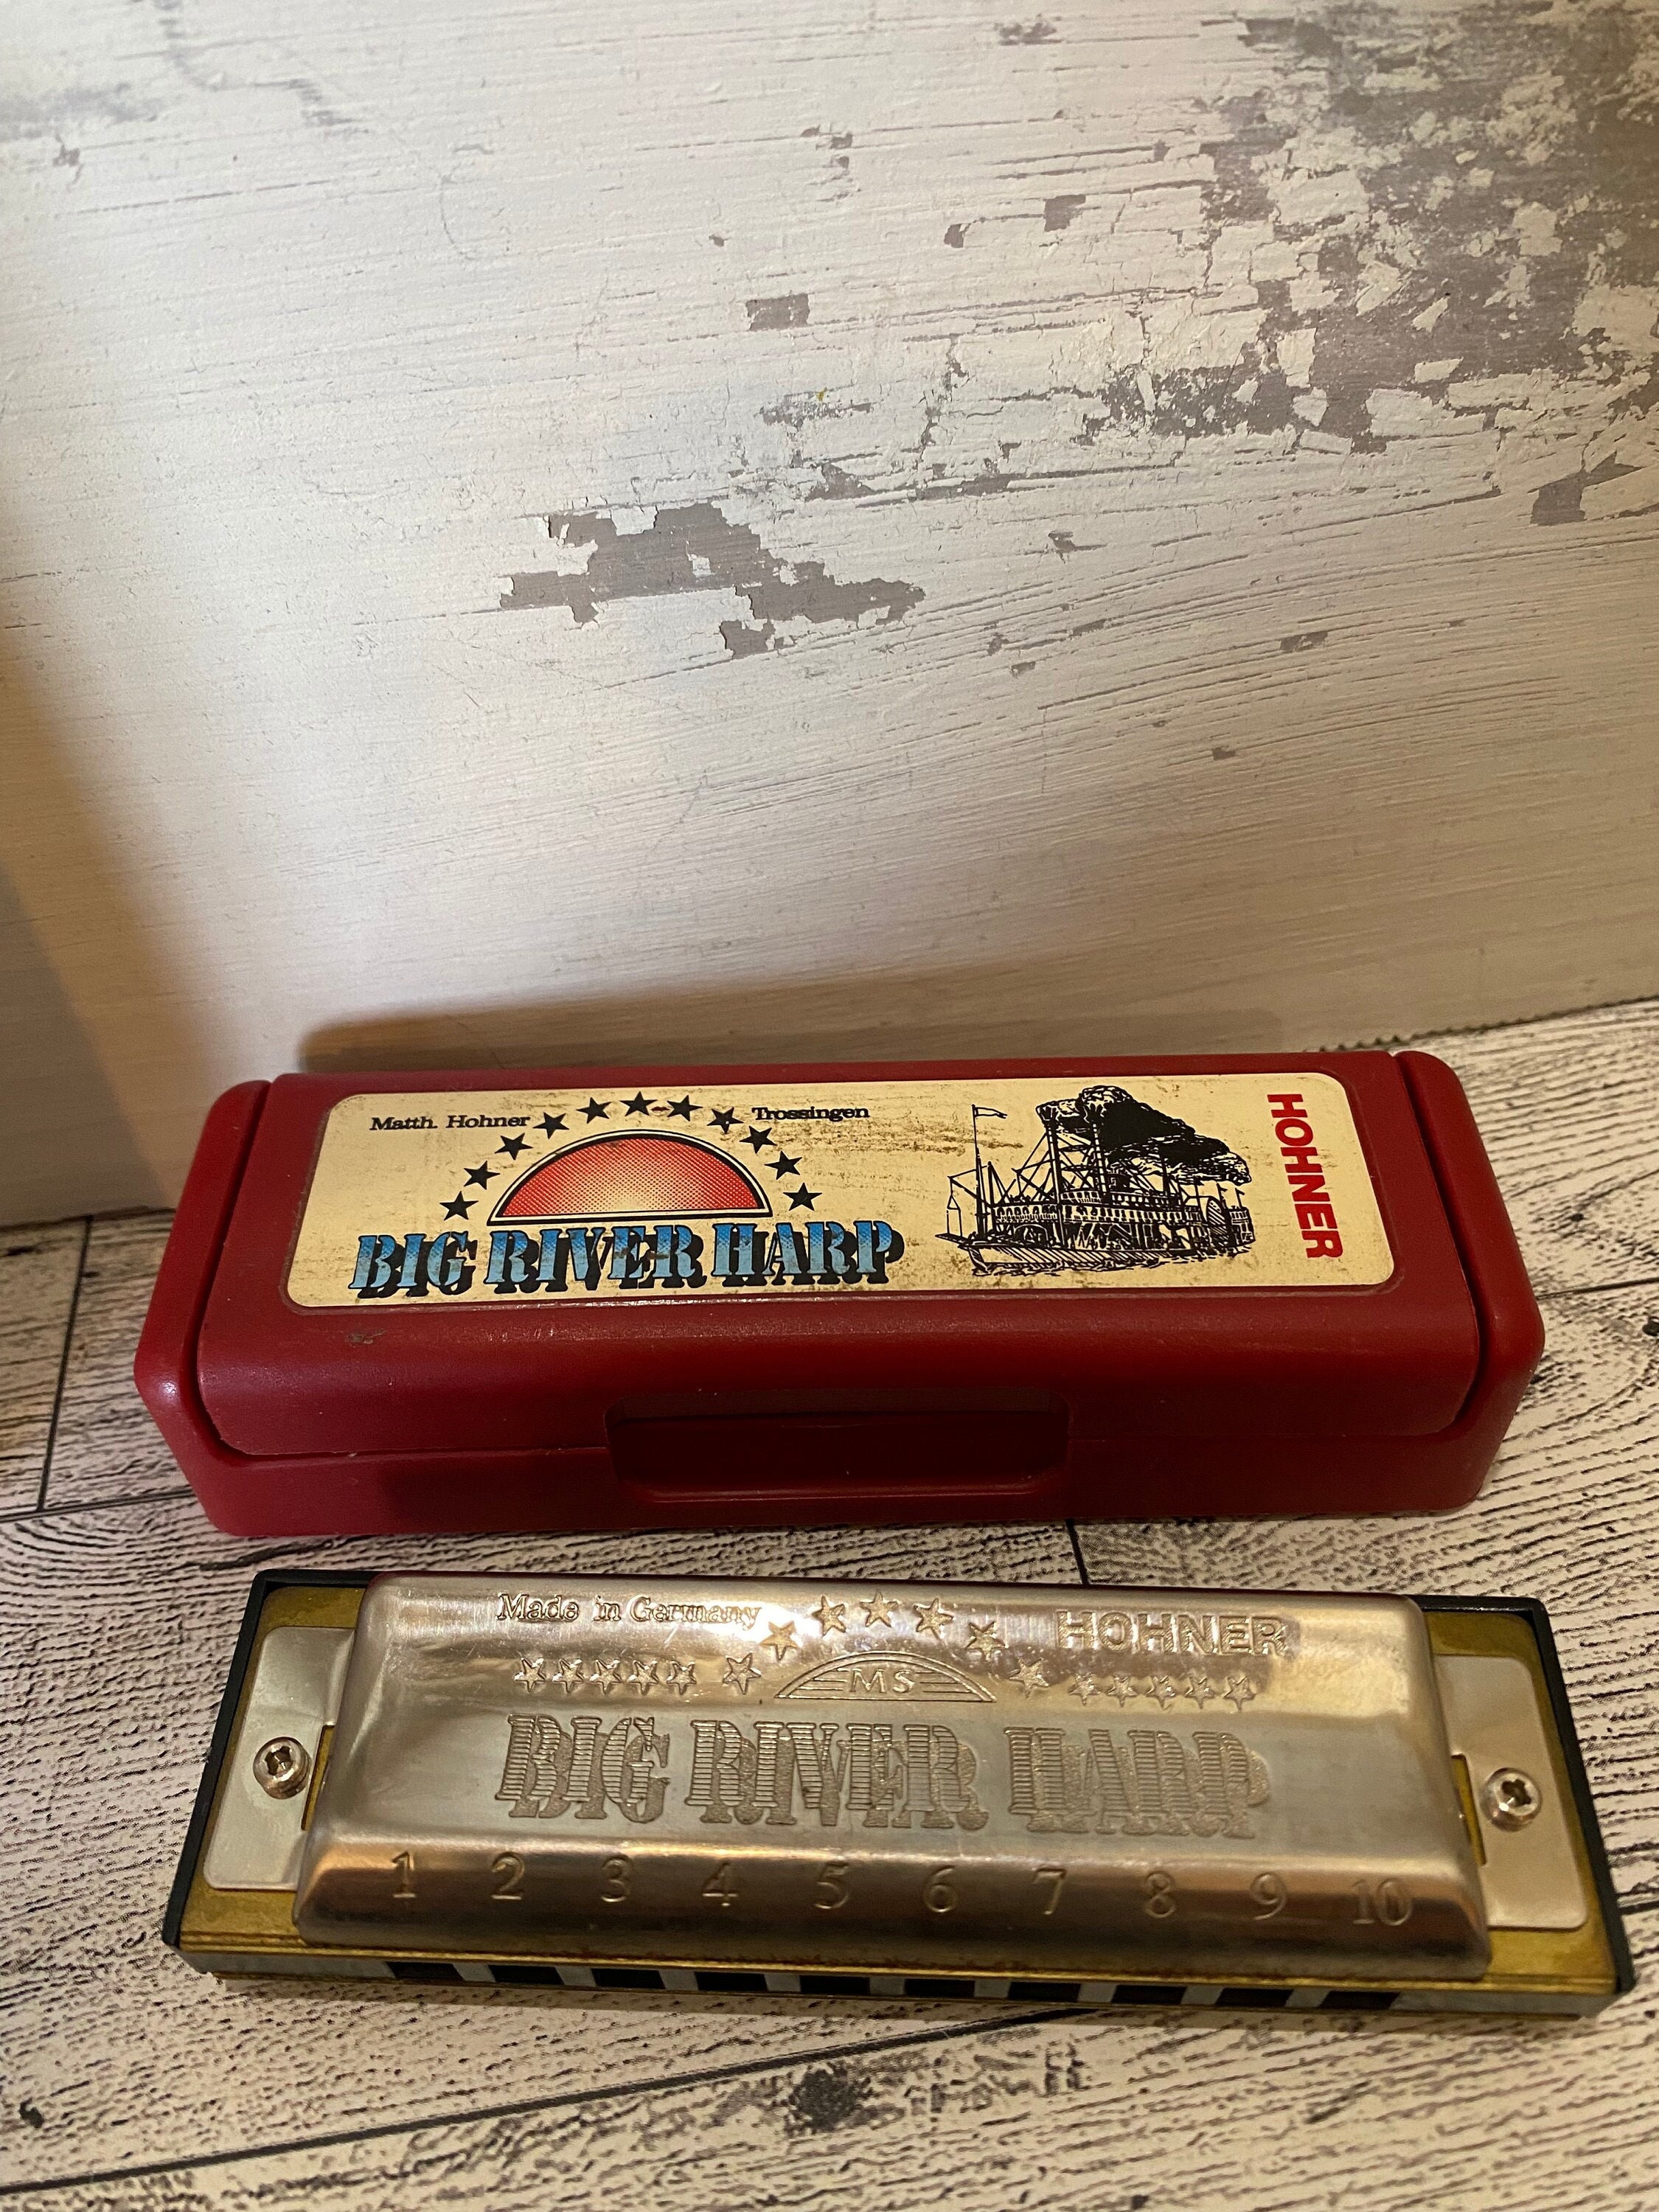 Matth. Hohner Trossingen
BIG RIVER HARP
HOHNER
Made in Germany HOHNER
MS
BIG RIVER HARP
1 2 3 4 5 6 7 8 9 10